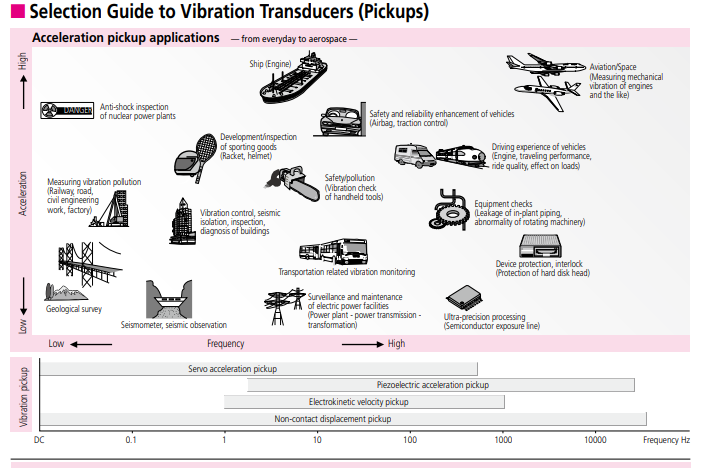 Selection Guide to Vibration Transducers (Pickups)
Acceleration pickup applications — from everyday to aerospace —
High
Acceleration
Low
Ship (Engine)
Aviation/Space
(Measuring mechanical
vibration of engines
and the like)
DANGER
Anti-shock inspection
of nuclear power plants
Safety and reliability enhancement of vehicles
(Airbag, traction control)
Development/inspection
of sporting goods
(Racket, helmet)
Driving experience of vehicles
(Engine, traveling performance,
ride quality, effect on loads)
Measuring vibration pollution
(Railway, road,
civil engineering
work, factory)
Safety/pollution
(Vibration check
of handheld tools)
Vibration control, seismic
isolation, inspection,
diagnosis of buildings
Equipment checks
(Leakage of in-plant piping,
abnormality of rotating machinery)
Transportation related vibration monitoring
Device protection, interlock
(Protection of hard disk head)
Geological survey
Seismometer, seismic observation
Surveillance and maintenance
of electric power facilities
(Power plant - power transmission -
transformation)
Ultra-precision processing
(Semiconductor exposure line)
Low Frequency High
Vibration pickup
Servo acceleration pickup
Piezoelectric acceleration pickup
Electrokinetic velocity pickup
Non-contact displacement pickup
DC 0.1 1 10 100 1000 10000 Frequency Hz